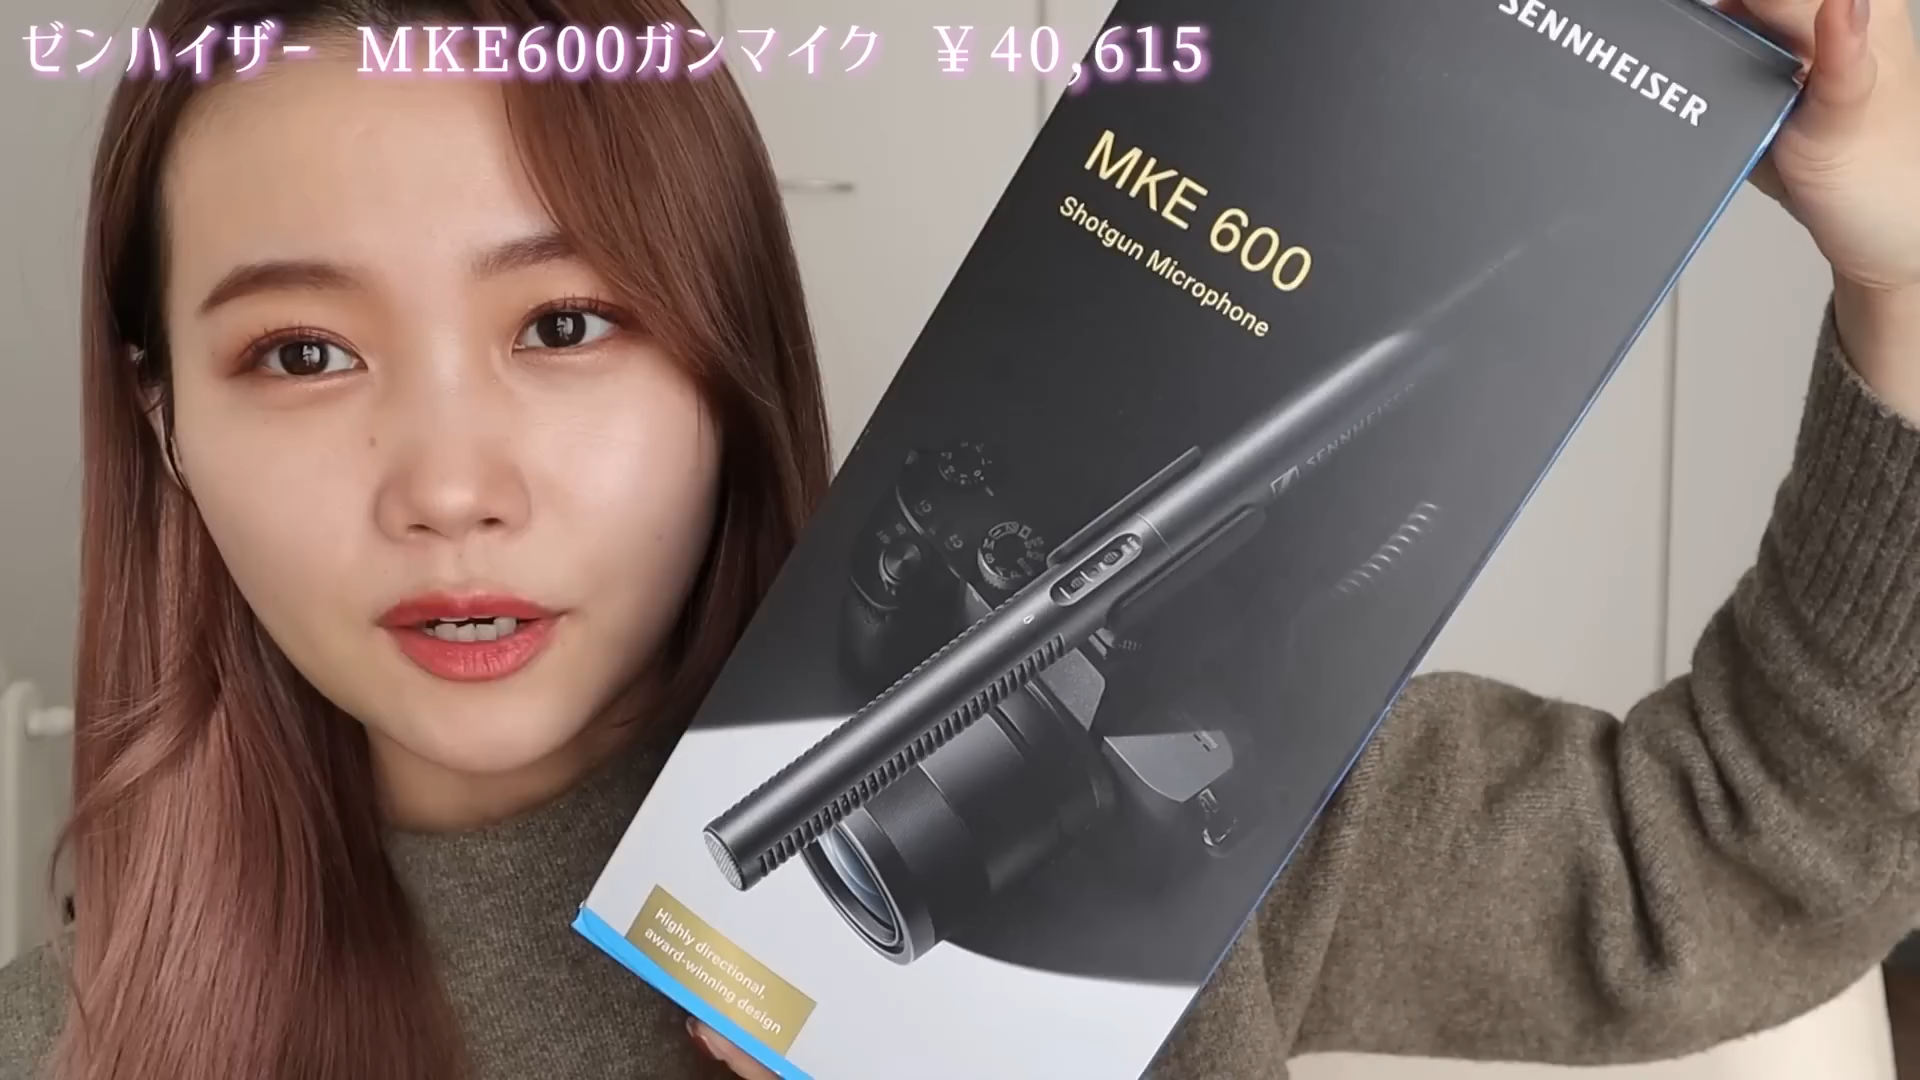 ゼンハイザー MKE600ガンマイク ￥40,615
SENNHEISER
MKE 600
Shotgun Microphone
SENNHEISER
Highly directional,
award-winning design